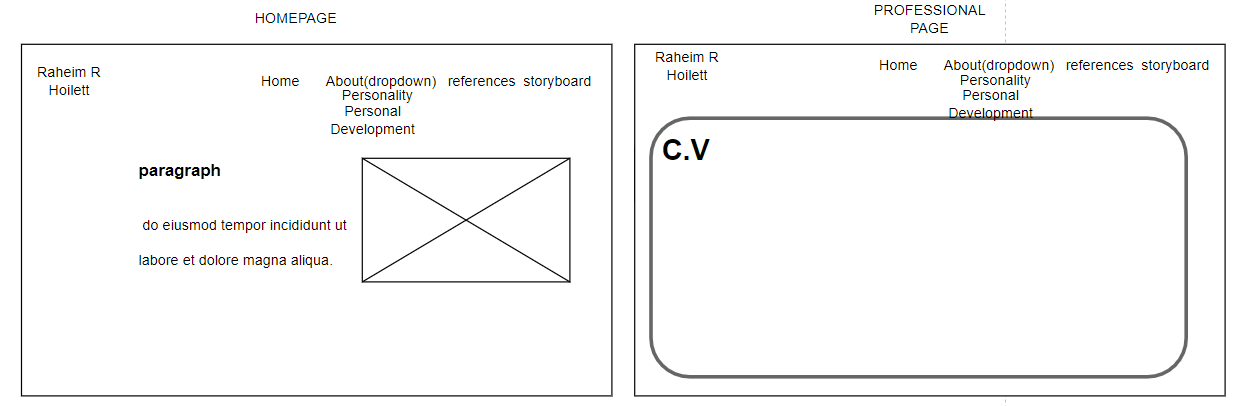 HOMEPAGE
Raheim R
Hoilett
Home About(dropdown) references storyboard
Personality
Personal
Development
paragraph
do eiusmod tempor incididunt ut
labore et dolore magna aliqua.
PROFESSIONAL
PAGE
Raheim R
Hoilett
Home About(dropdown) references storyboard
Personality
Personal
Development
C.V